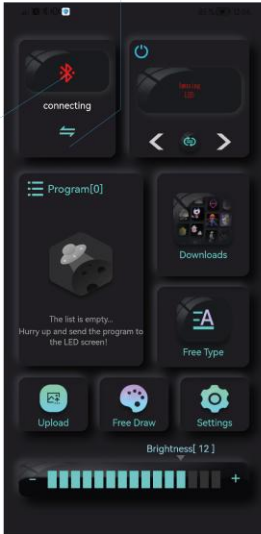 connecting
Program[0]
The list is empty...
Hurry up and send the program to
the LED screen!
Downloads
Free Type
Upload
Free Draw
Settings
Brightness[ 12 ]